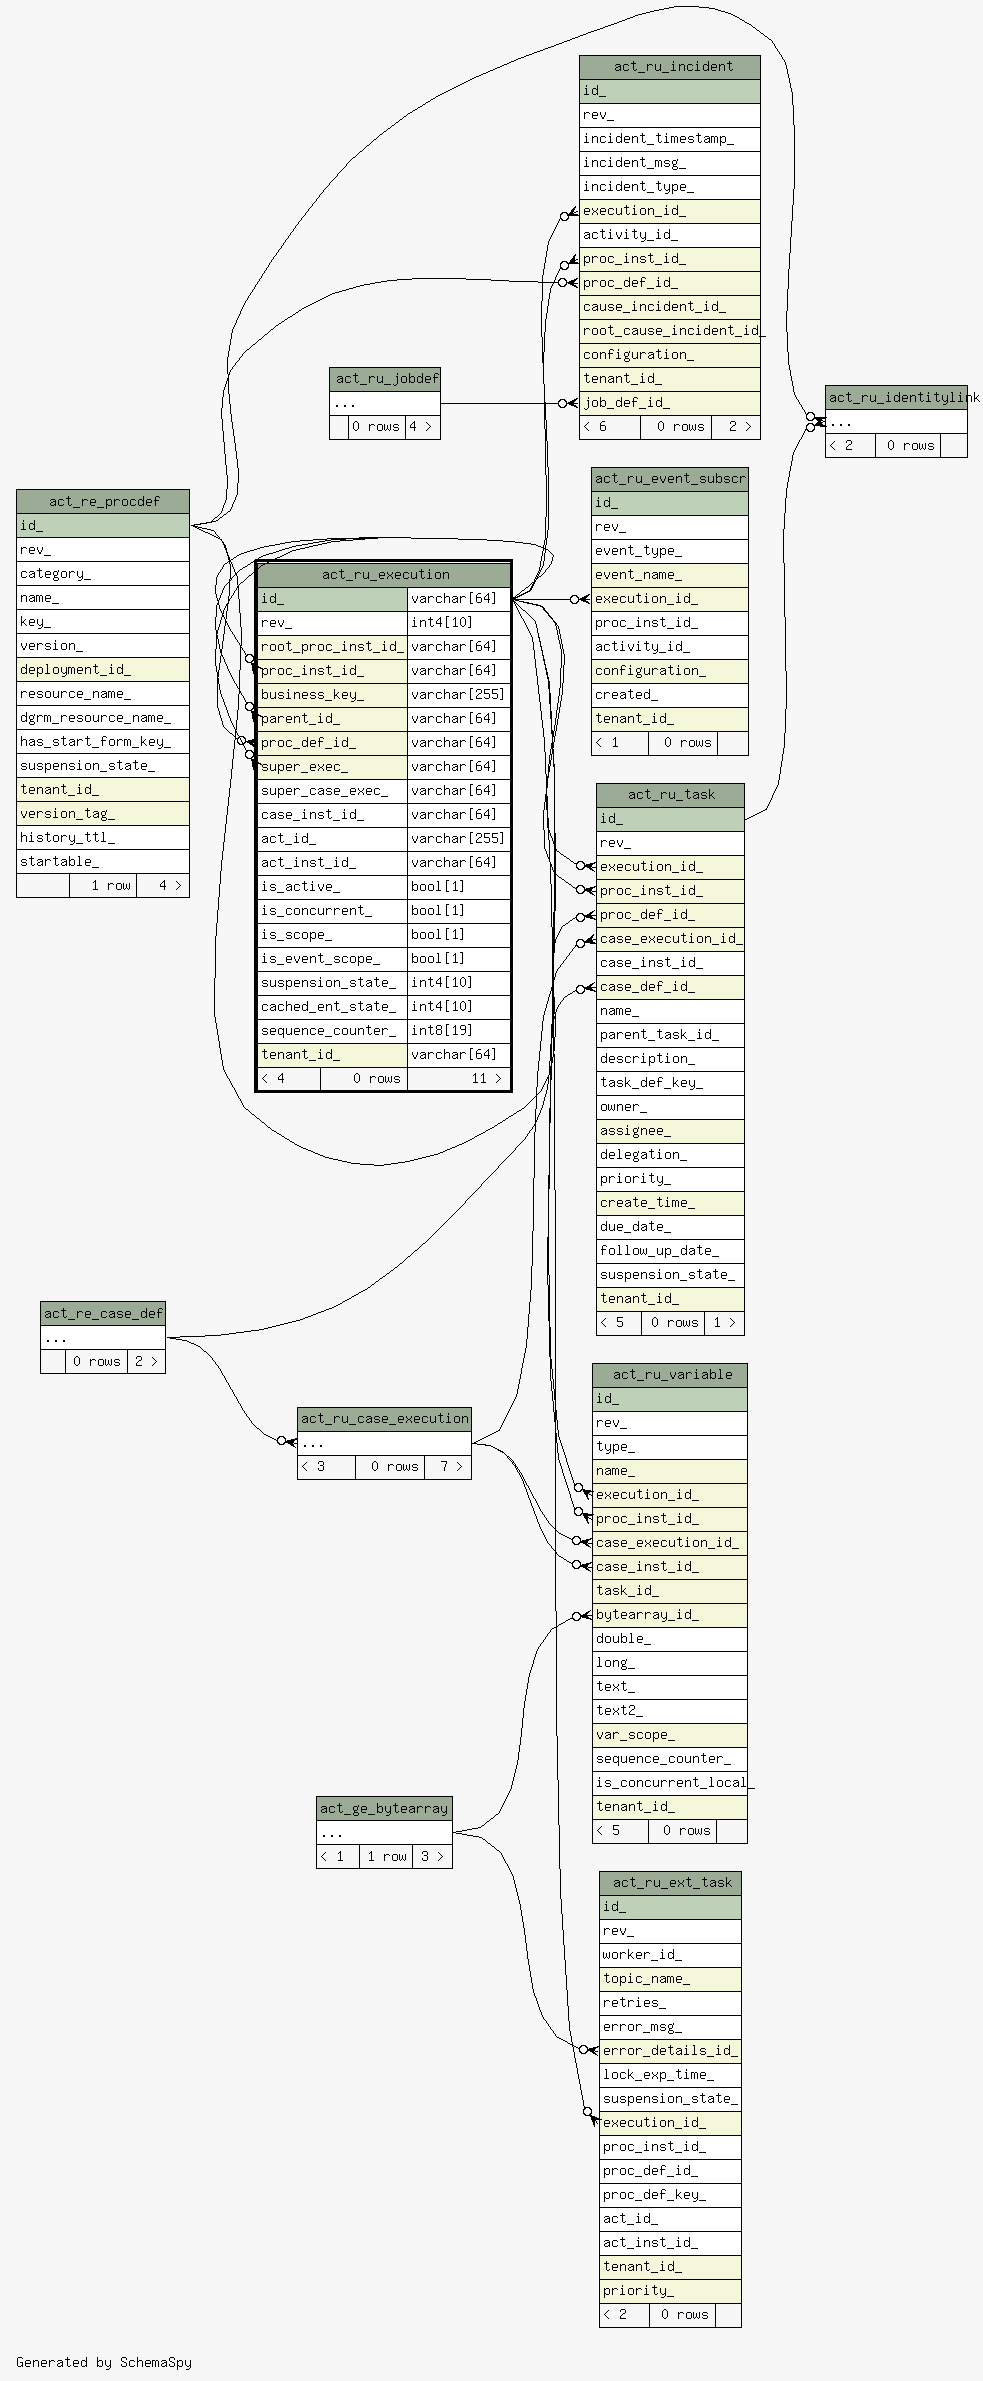 act_ru_incident
id_
rev_
incident_timestamp_
incident_msg_
incident_type_
execution_id_
activity_id_
proc_inst_id_
proc_def_id_
cause_incident_id_
root_cause_incident_id_
configuration_
tenant_id_
job_def_id_
< 6 0 rows 2 >
act_ru_jobdef
...
0 rows 4 >
act_ru_identitylink
...
< 2 0 rows
act_re_procdef
id_
rev_
category_
name_
key_
version_
deployment_id_
resource_name_
dgrm_resource_name_
has_start_form_key_
suspension_state_
tenant_id_
version_tag_
history_ttl_
startable_
1 row 4 >
act_ru_event_subscr
id_
rev_
event_type_
event_name_
execution_id_
proc_inst_id_
activity_id_
configuration_
created_
tenant_id_
< 1 0 rows
act_ru_execution
id_ varchar[64]
rev_ int4[10]
root_proc_inst_id_ varchar[64]
proc_inst_id_ varchar[64]
business_key_ varchar[255]
parent_id_ varchar[64]
proc_def_id_ varchar[64]
super_exec_ varchar[64]
super_case_exec_ varchar[64]
case_inst_id_ varchar[64]
act_id_ varchar[255]
act_inst_id_ varchar[64]
is_active_ bool[1]
is_concurrent_ bool[1]
is_scope_ bool[1]
is_event_scope_ bool[1]
suspension_state_ int4[10]
cached_ent_state_ int4[10]
sequence_counter_ int8[19]
tenant_id_ varchar[64]
< 4 0 rows 11 >
act_ru_task
id_
rev_
execution_id_
proc_inst_id_
proc_def_id_
case_execution_id_
case_inst_id_
case_def_id_
name_
parent_task_id_
description_
task_def_key_
owner_
assignee_
delegation_
priority_
create_time_
due_date_
follow_up_date_
suspension_state_
tenant_id_
< 5 0 rows 1 >
act_re_case_def
...
0 rows 2 >
act_ru_case_execution
...
< 3 0 rows 7 >
act_ru_variable
id_
rev_
type_
name_
execution_id_
proc_inst_id_
case_execution_id_
case_inst_id_
task_id_
bytearray_id_
double_
long_
text_
text2_
var_scope_
sequence_counter_
is_concurrent_local_
tenant_id_
< 5 0 rows
act_ge_bytearray
...
< 1 1 row 3 >
act_ru_ext_task
id_
rev_
worker_id_
topic_name_
retries_
error_msg_
error_details_id_
lock_exp_time_
suspension_state_
execution_id_
proc_inst_id_
proc_def_id_
proc_def_key_
act_id_
act_inst_id_
tenant_id_
priority_
< 2 0 rows
Generated by SchemaSpy